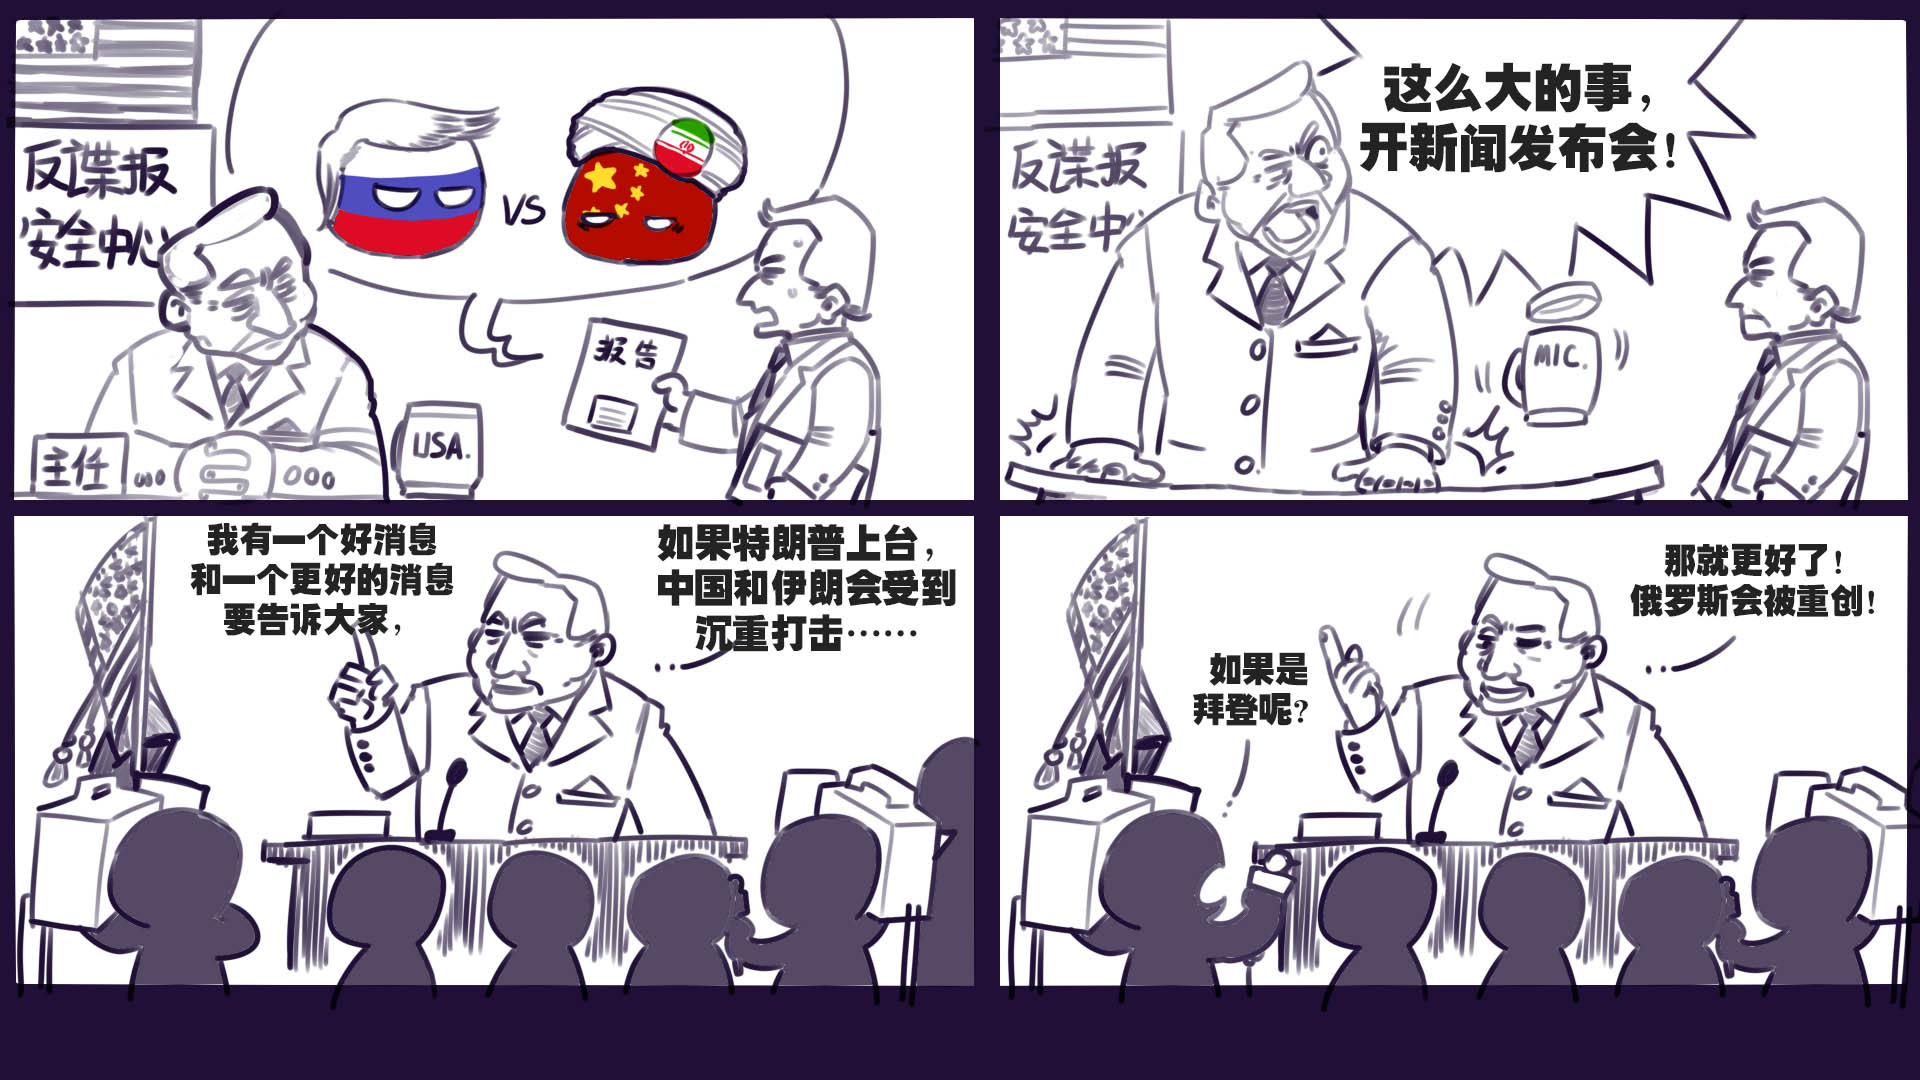 反谍报
安全中心
VS
报告
主任
USA.
这么大的事，
开新闻发布会！
反谍报
安全中心
MIC.
我有一个好消息
和一个更好的消息
要告诉大家，
如果特朗普上台，
中国和伊朗会受到
沉重打击……
如果是
拜登呢？
那就更好了！
俄罗斯会被重创！